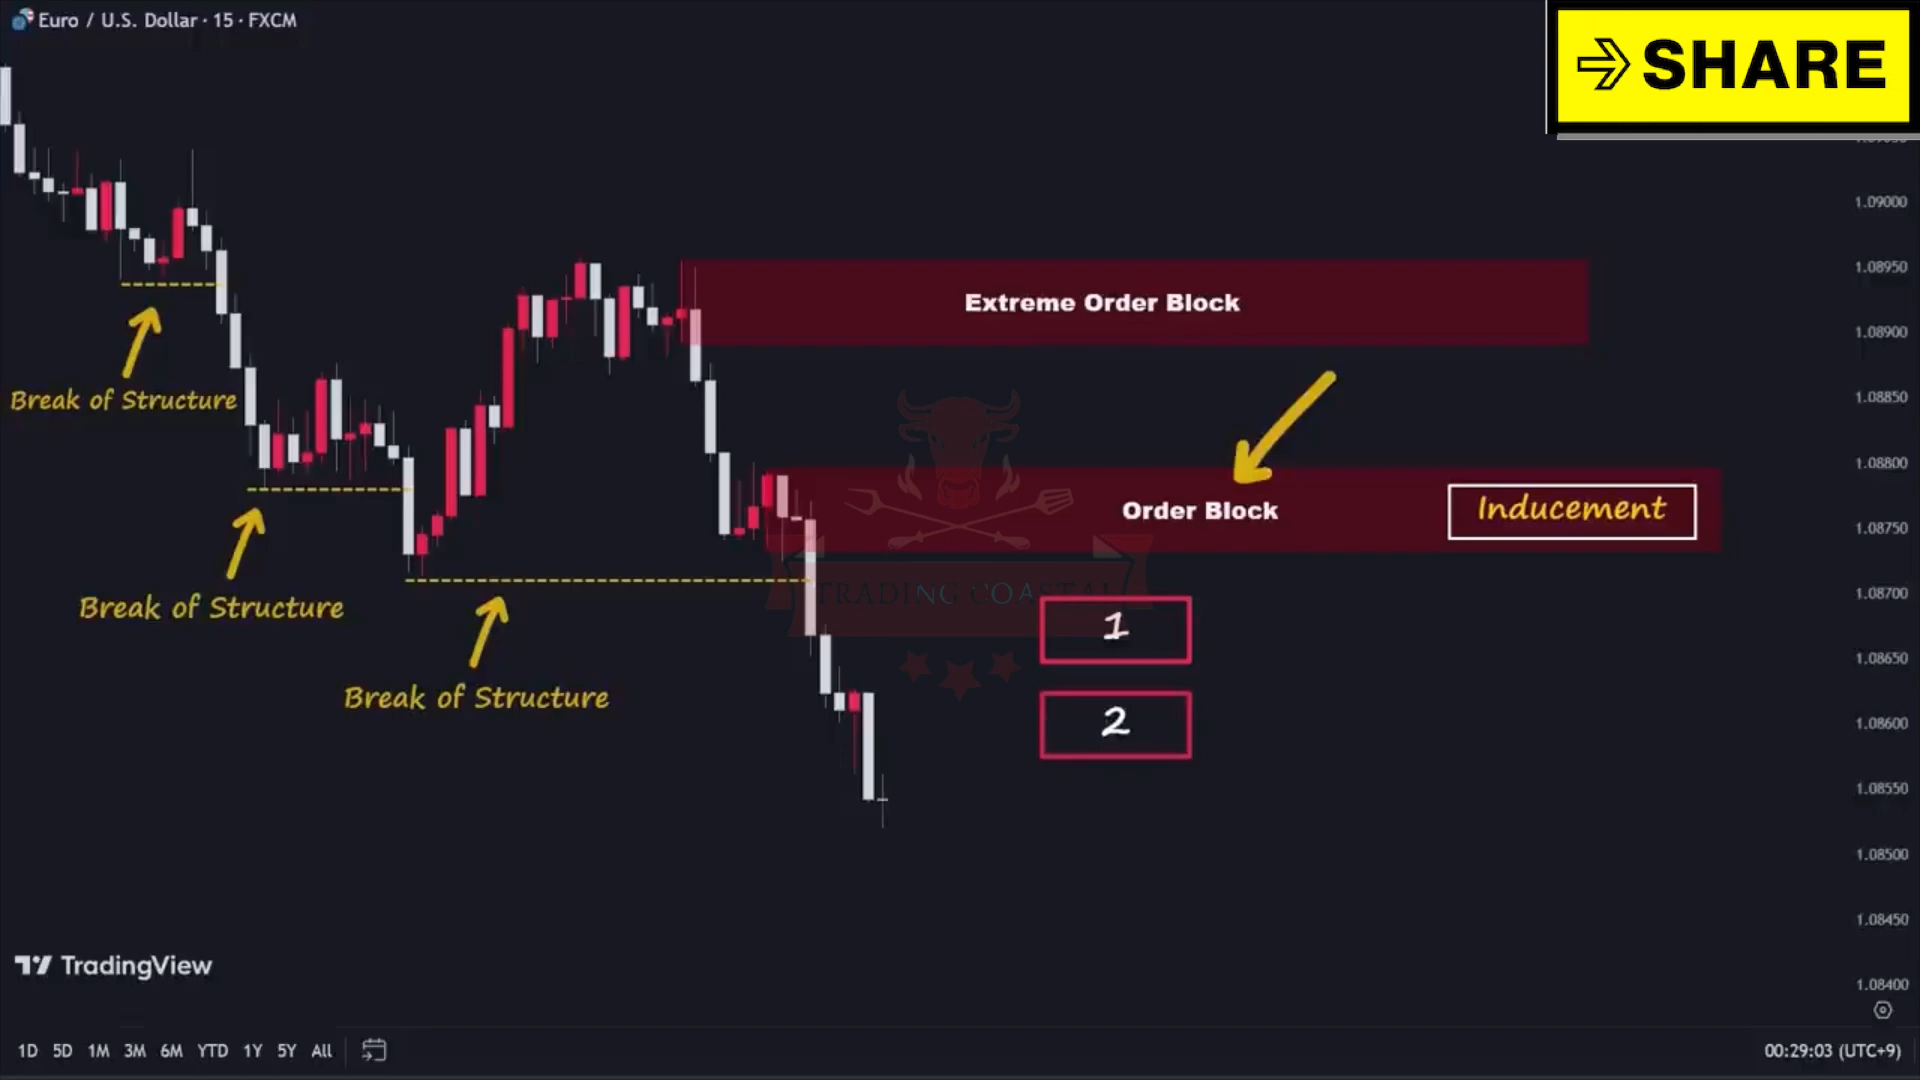 Euro / U.S. Dollar · 15 · FXCM
SHARE
1.09000
1.08950
Extreme Order Block
1.08900
Break of Structure
1.08850
1.08800
Order Block
Inducement
1.08750
TRADING COASTAL
1.08700
Break of Structure
1
1.08650
Break of Structure
2
1.08600
1.08550
1.08500
1.08450
TradingView
1.08400
1D 5D 1M 3M 6M YTD 1Y 5Y All
00:29:03 (UTC+9)